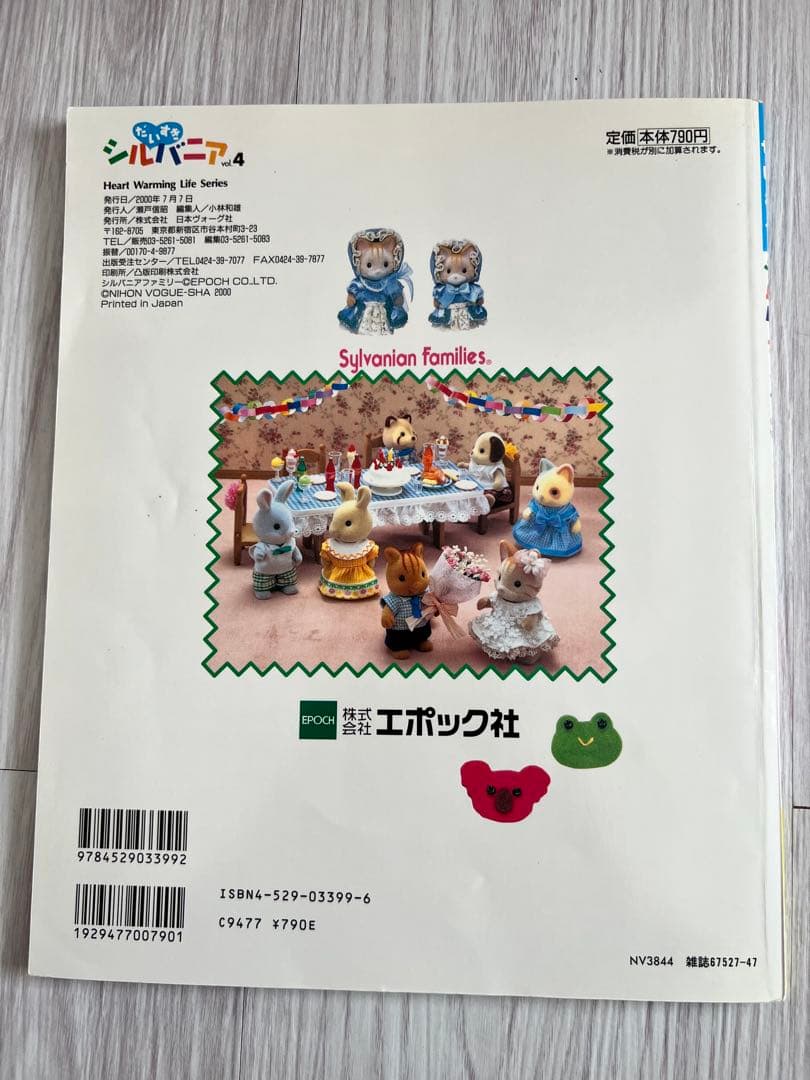 だいすき
シルバニア vol.4
Heart Warming Life Series
発行日/2000年7月7日
発行人/瀬戸信昭 編集人/小林和雄
発行所/株式会社 日本ヴォーグ社
〒162-8705 東京都新宿区市谷本村町3-23
TEL/販売03-5261-5081 編集03-5261-5083
振替/00170-4-9877
出版受注センター/TEL0424-39-7077 FAX0424-39-7877
印刷所/凸版印刷株式会社
シルバニアファミリー©EPOCH CO.,LTD.
©NIHON VOGUE-SHA 2000
Printed in Japan
定価 本体790円
※消費税が別に加算されます。
Sylvanian Families®
EPOCH 株式会社 エポック社
9784529033992
ISBN4-529-03399-6
C9477 ¥790E
1929477007901
NV3844 雑誌67527-47